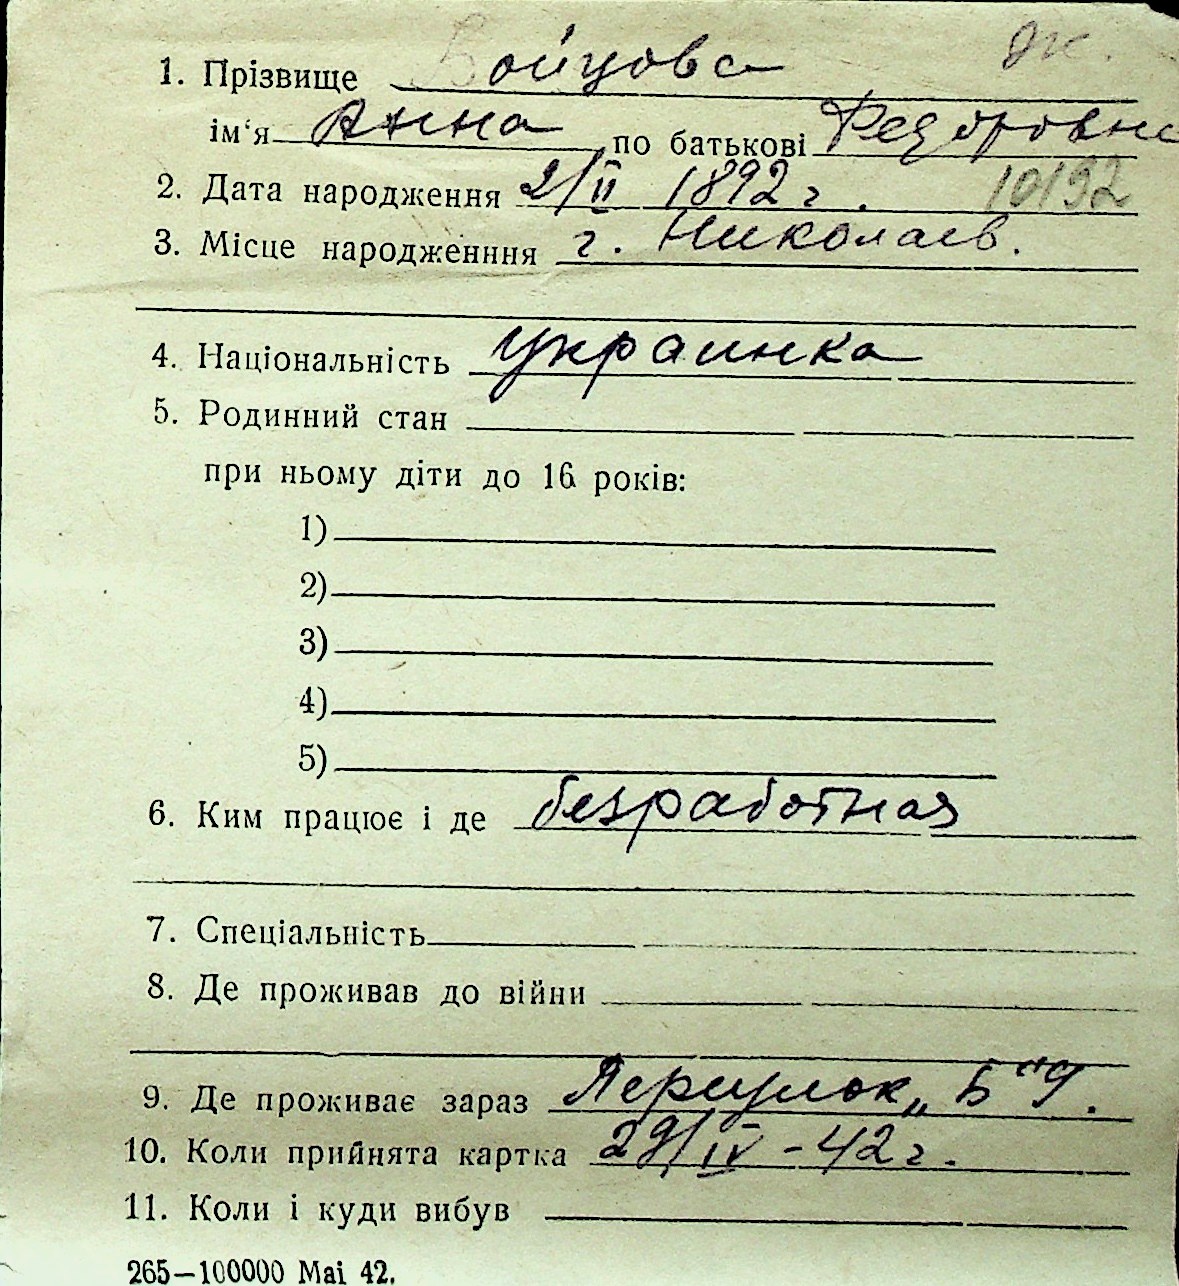 эк.
1. Прізвище Войцова
ім‘я Анна по батькові Федоровна
2. Дата народження 2/II 1892 г. 10192
3. Місце народженння г. Николаев.
4. Національність украинка
5. Родинний стан
при ньому діти до 16 років:
1)
2)
3)
4)
5)
6. Ким працює і де безработная
7. Спеціальність
8. Де проживав до війни
9. Де проживає зараз Переулок „Б“ 9.
10. Коли прийнята картка 29/IV - 42 г.
11. Коли і куди вибув
265—100000 Mai 42.